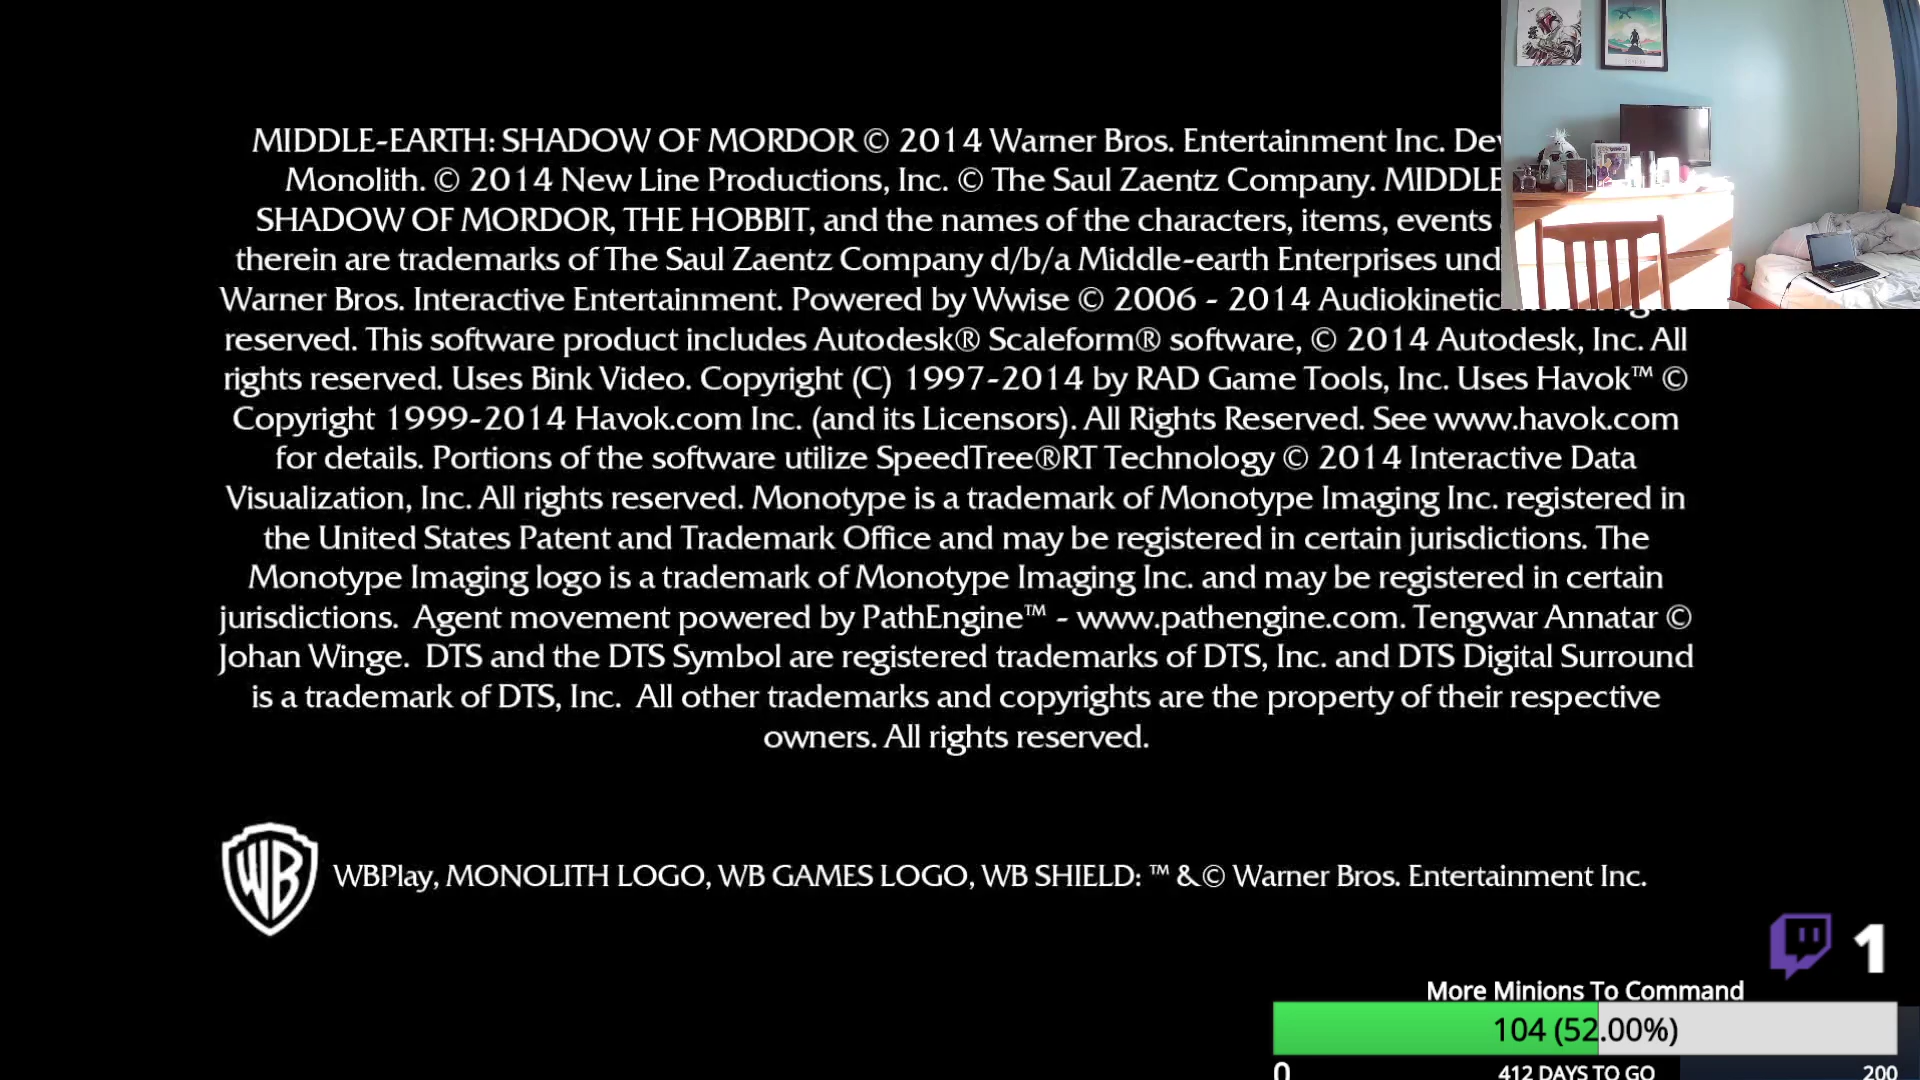 MIDDLE-EARTH: SHADOW OF MORDOR © 2014 Warner Bros. Entertainment Inc.
Monolith. © 2014 New Line Productions, Inc. © The Saul Zaentz Company.
SHADOW OF MORDOR, THE HOBBIT, and the names of the characters, items, events
therein are trademarks of The Saul Zaentz Company d/b/a Middle-earth Enterprises
Warner Bros. Interactive Entertainment. Powered by Wwise © 2006 - 2014 Audiokinetic
reserved. This software product includes Autodesk® Scaleform® software, © 2014 Autodesk, Inc. All
rights reserved. Uses Bink Video. Copyright (C) 1997-2014 by RAD Game Tools, Inc. Uses Havok™ ©
Copyright 1999-2014 Havok.com Inc. (and its Licensors). All Rights Reserved. See www.havok.com
for details. Portions of the software utilize SpeedTree®RT Technology © 2014 Interactive Data
Visualization, Inc. All rights reserved. Monotype is a trademark of Monotype Imaging Inc. registered in
the United States Patent and Trademark Office and may be registered in certain jurisdictions. The
Monotype Imaging logo is a trademark of Monotype Imaging Inc. and may be registered in certain
jurisdictions. Agent movement powered by PathEngine™ - www.pathengine.com. Tengwar Annatar ©
Johan Winge. DTS and the DTS Symbol are registered trademarks of DTS, Inc. and DTS Digital Surround
is a trademark of DTS, Inc. All other trademarks and copyrights are the property of their respective
owners. All rights reserved.
WB WBPlay, MONOLITH LOGO, WB GAMES LOGO, WB SHIELD: ™ & © Warner Bros. Entertainment Inc.
1
More Minions To Command
104 (52.00%)
0 412 DAYS TO GO 200